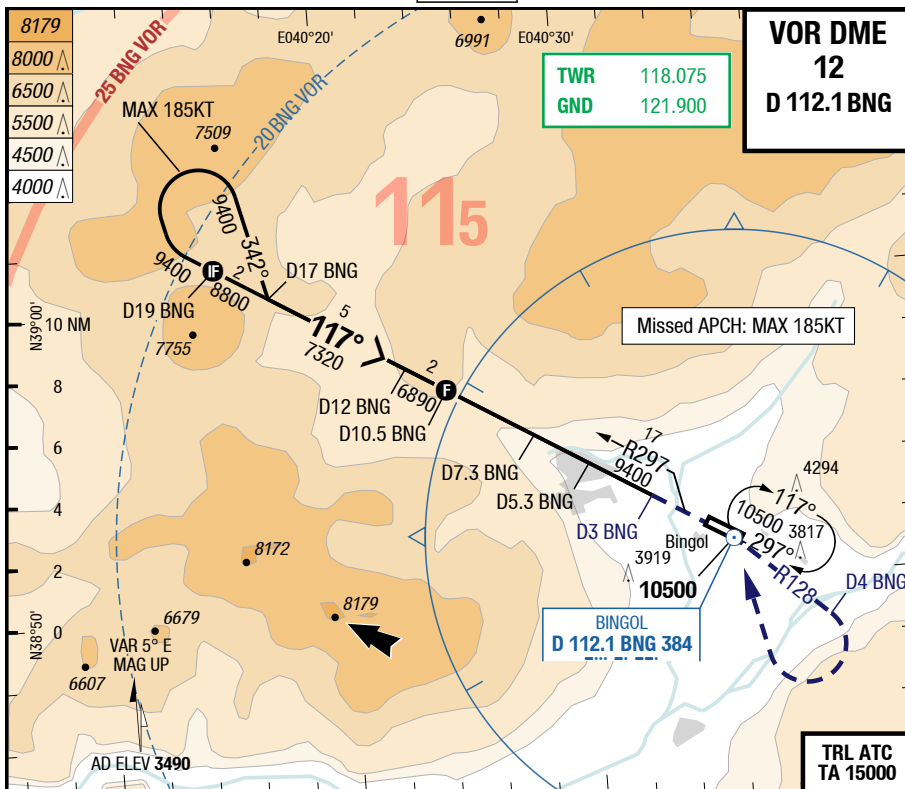 8179
8000
6500
5500
4500
4000
25 BNG VOR
E040°20'
6991
E040°30'
VOR DME
12
D 112.1 BNG
TWR 118.075
GND 121.900
20 BNG VOR
MAX 185KT
7509
11 5
9400
342°
9400
IF
2
8800
D17 BNG
D19 BNG
N39°00'
10 NM
7755
5
117°
7320
Missed APCH: MAX 185KT
8
2
6890
F
D12 BNG
D10.5 BNG
6
D7.3 BNG
D5.3 BNG
17
R297
9400
4294
4
D3 BNG
Bingol
117°
10500
3817
297°
2
8172
3919
10500
R128
D4 BNG
8179
BINGOL
D 112.1 BNG 384
N38°50'
0
6679
VAR 5° E
MAG UP
6607
AD ELEV 3490
TRL ATC
TA 15000